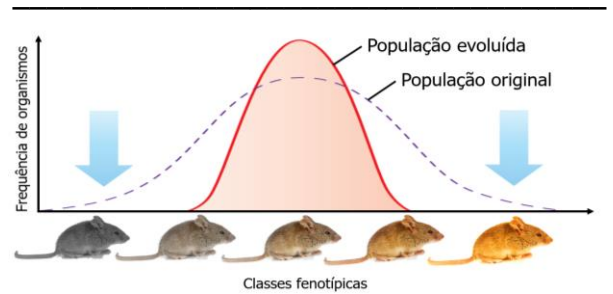 População evoluída
População original
Frequência de organismos
Classes fenotípicas